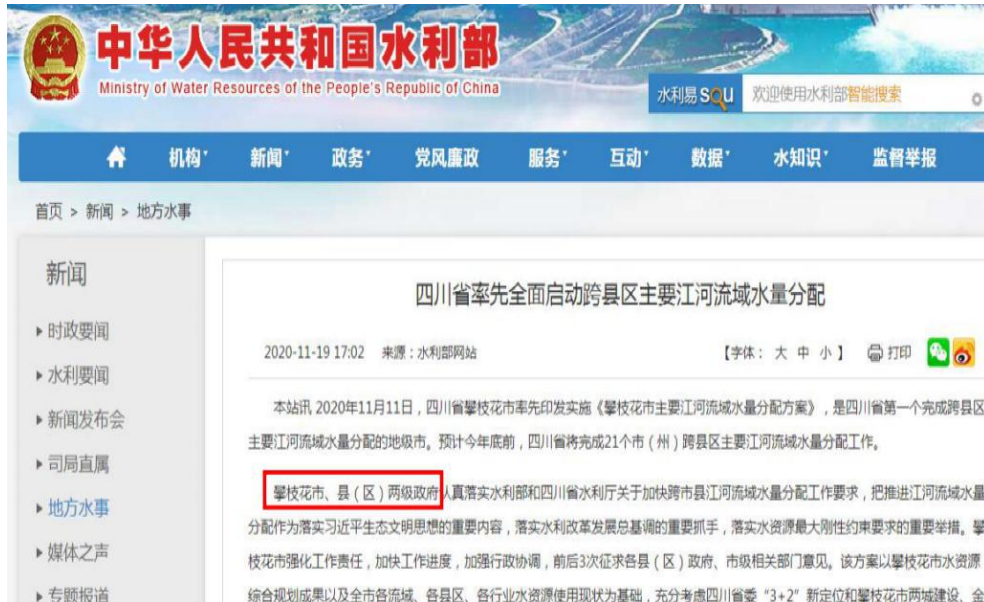 中华人民共和国水利部
Ministry of Water Resources of the People's Republic of China
水利易 SQU 欢迎使用水利部智能搜索
机构 新闻 政务 党风廉政 服务 互动 数据 水知识 监督举报
首页 > 新闻 > 地方水事
新闻
时政要闻
水利要闻
新闻发布会
司局直属
地方水事
媒体之声
专题报道
四川省率先全面启动跨县区主要江河流域水量分配
2020-11-19 17:02 来源：水利部网站 【字体： 大 中 小 】 打印
本站讯 2020年11月11日，四川省攀枝花市率先印发实施《攀枝花市主要江河流域水量分配方案》，是四川省第一个完成跨县区
主要江河流域水量分配的地级市。预计今年底前，四川省将完成21个市（州）跨县区主要江河流域水量分配工作。
攀枝花市、县（区）两级政府认真落实水利部和四川省水利厅关于加快跨市县江河流域水量分配工作要求，把推进江河流域水量
分配作为落实习近平生态文明思想的重要内容，落实水利改革发展总基调的重要抓手，落实水资源最大刚性约束要求的重要举措。攀
枝花市强化工作责任，加快工作进度，加强行政协调，前后3次征求各县（区）政府、市级相关部门意见。该方案以攀枝花市水资源
综合规划成果以及全市各流域、各县区、各行业水资源使用现状为基础，充分考虑四川省委“3+2”新定位和攀枝花市两城建设、金